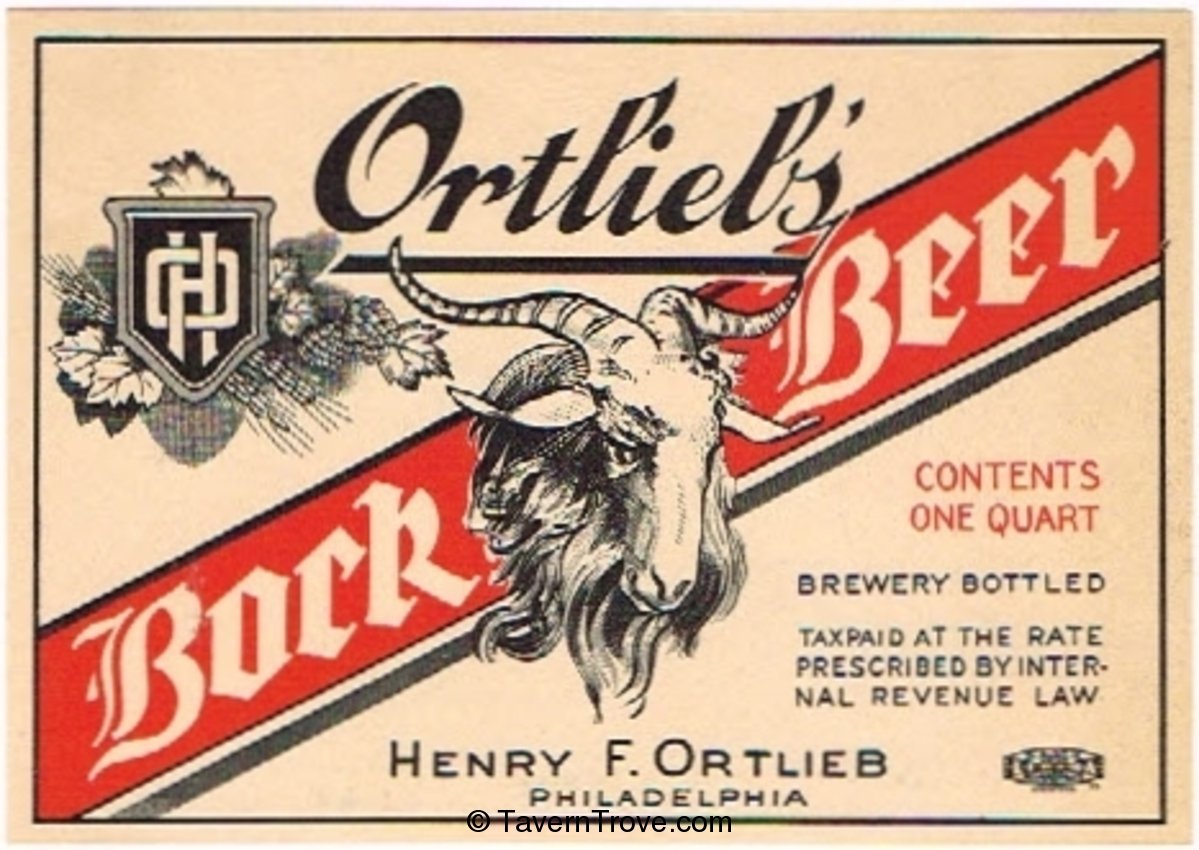 Ortlieb's
Bock Beer
HO
CONTENTS
ONE QUART
BREWERY BOTTLED
TAXPAID AT THE RATE
PRESCRIBED BY INTER-
NAL REVENUE LAW
HENRY F. ORTLIEB
PHILADELPHIA
© TavernTrove.com